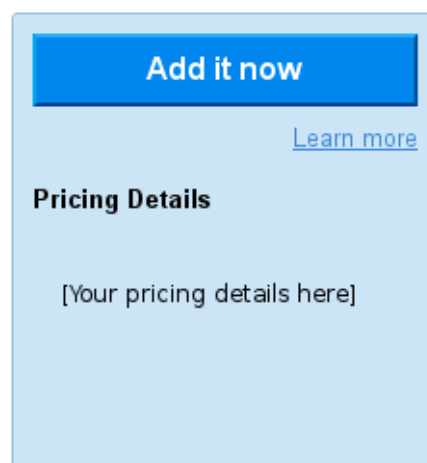 Add it now
Learn more
Pricing Details
[Your pricing details here]